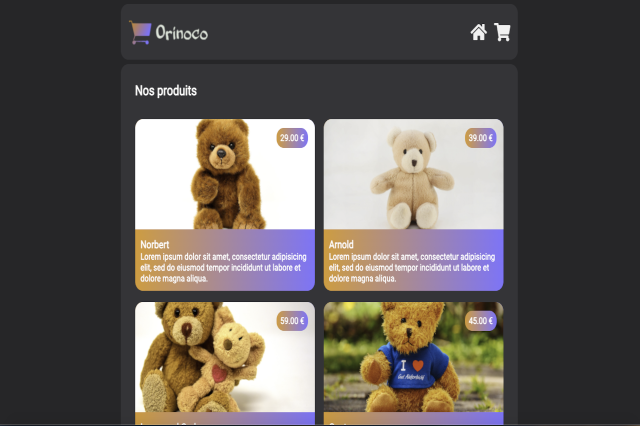 Orinoco
Nos produits
29.00 €
39.00 €
Norbert
Lorem ipsum dolor sit amet, consectetur adipisicing
elit, sed do eiusmod tempor incididunt ut labore et
dolore magna aliqua.
Arnold
Lorem ipsum dolor sit amet, consectetur adipisicing
elit, sed do eiusmod tempor incididunt ut labore et
dolore magna aliqua.
59.00 €
45.00 €
I